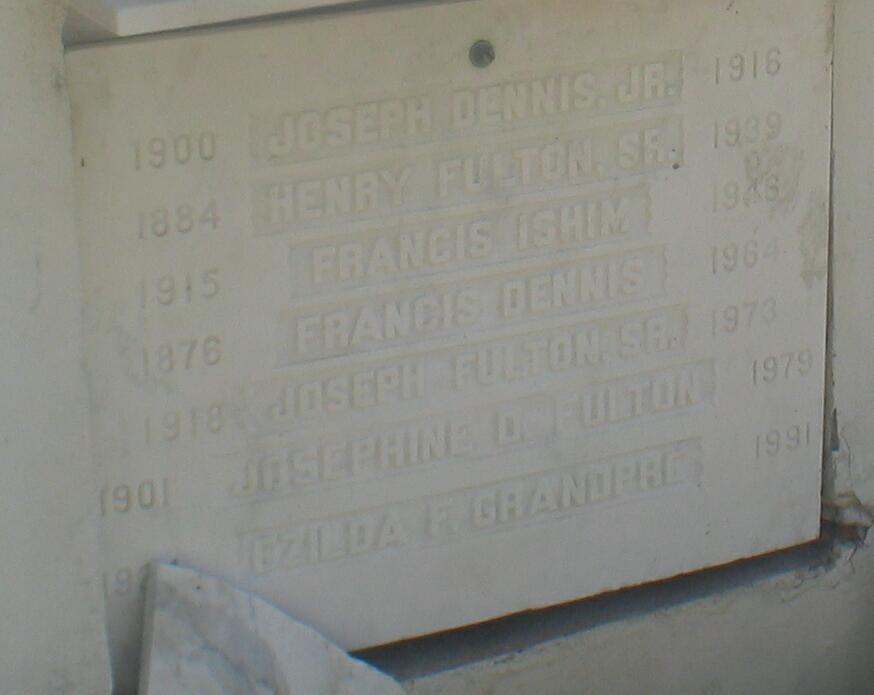 1900 JOSEPH DENNIS, JR. 1916
1884 HENRY FULTON, SR. 1939
1915 FRANCIS ISHIM
1876 FRANCIS DENNIS 1964
1918 JOSEPH FULTON, SR. 1973
1901 JOSEPHINE D. FULTON 1979
EZILDA F. GRANDPRE 1991